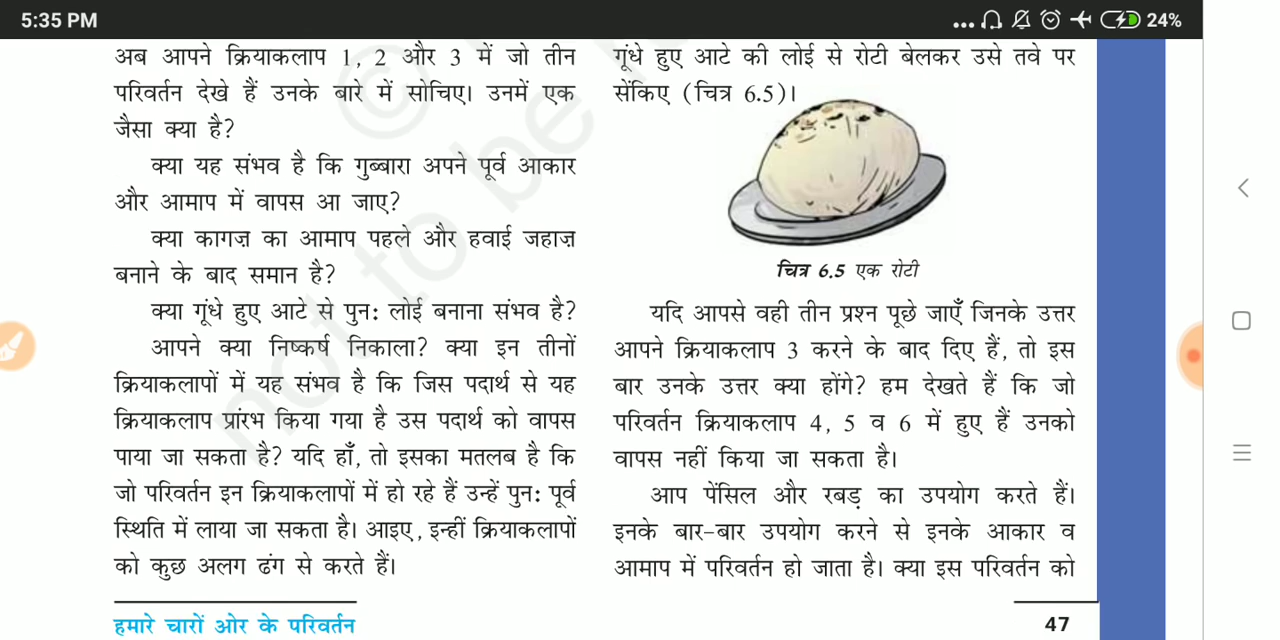 5:35 PM
24%
अब आपने क्रियाकलाप 1, 2 और 3 में जो तीन
परिवर्तन देखे हैं उनके बारे में सोचिए। उनमें एक
जैसा क्या है?
क्या यह संभव है कि गुब्बारा अपने पूर्व आकार
और आमाप में वापस आ जाए?
क्या कागज़ का आमाप पहले और हवाई जहाज़
बनाने के बाद समान है?
क्या गूंधे हुए आटे से पुन: लोई बनाना संभव है?
आपने क्या निष्कर्ष निकाला? क्या इन तीनों
क्रियाकलापों में यह संभव है कि जिस पदार्थ से यह
क्रियाकलाप प्रांरभ किया गया है उस पदार्थ को वापस
पाया जा सकता है? यदि हाँ, तो इसका मतलब है कि
जो परिवर्तन इन क्रियाकलापों में हो रहे हैं उन्हें पुन: पूर्व
स्थिति में लाया जा सकता है। आइए, इन्हीं क्रियाकलापों
को कुछ अलग ढंग से करते हैं।
गूंधे हुए आटे की लोई से रोटी बेलकर उसे तवे पर
सेंकिए (चित्र 6.5)।
चित्र 6.5 एक रोटी
यदि आपसे वही तीन प्रश्न पूछे जाएँ जिनके उत्तर
आपने क्रियाकलाप 3 करने के बाद दिए हैं, तो इस
बार उनके उत्तर क्या होंगे? हम देखते हैं कि जो
परिवर्तन क्रियाकलाप 4, 5 व 6 में हुए हैं उनको
वापस नहीं किया जा सकता है।
आप पेंसिल और रबड़ का उपयोग करते हैं।
इनके बार-बार उपयोग करने से इनके आकार व
आमाप में परिवर्तन हो जाता है। क्या इस परिवर्तन को
हमारे चारों ओर के परिवर्तन
47
© not to be